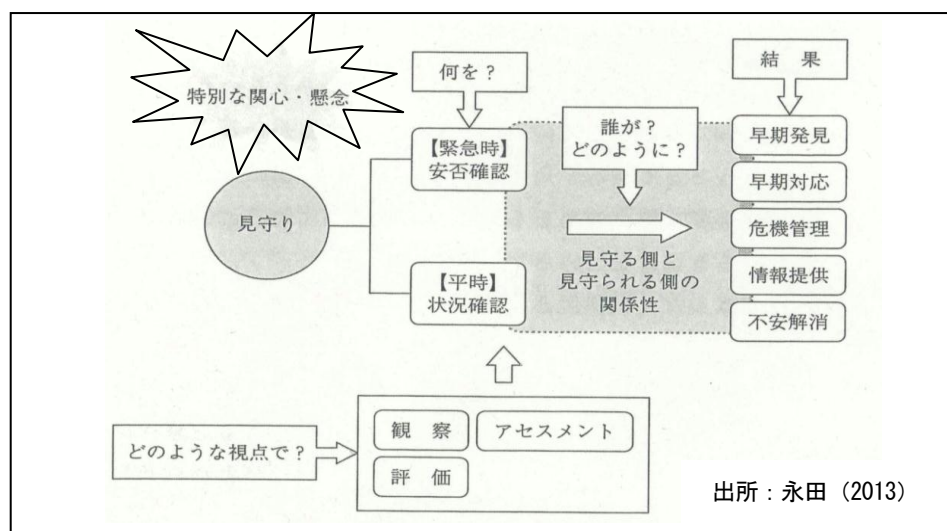 特別な関心・懸念
何を？
結　果
【緊急時】
安否確認
誰が？
どのように？
早期発見
早期対応
見守り
危機管理
見守る側と
見守られる側の
関係性
【平時】
状況確認
情報提供
不安解消
観　察
アセスメント
どのような視点で？
評　価
出所：永田（2013）